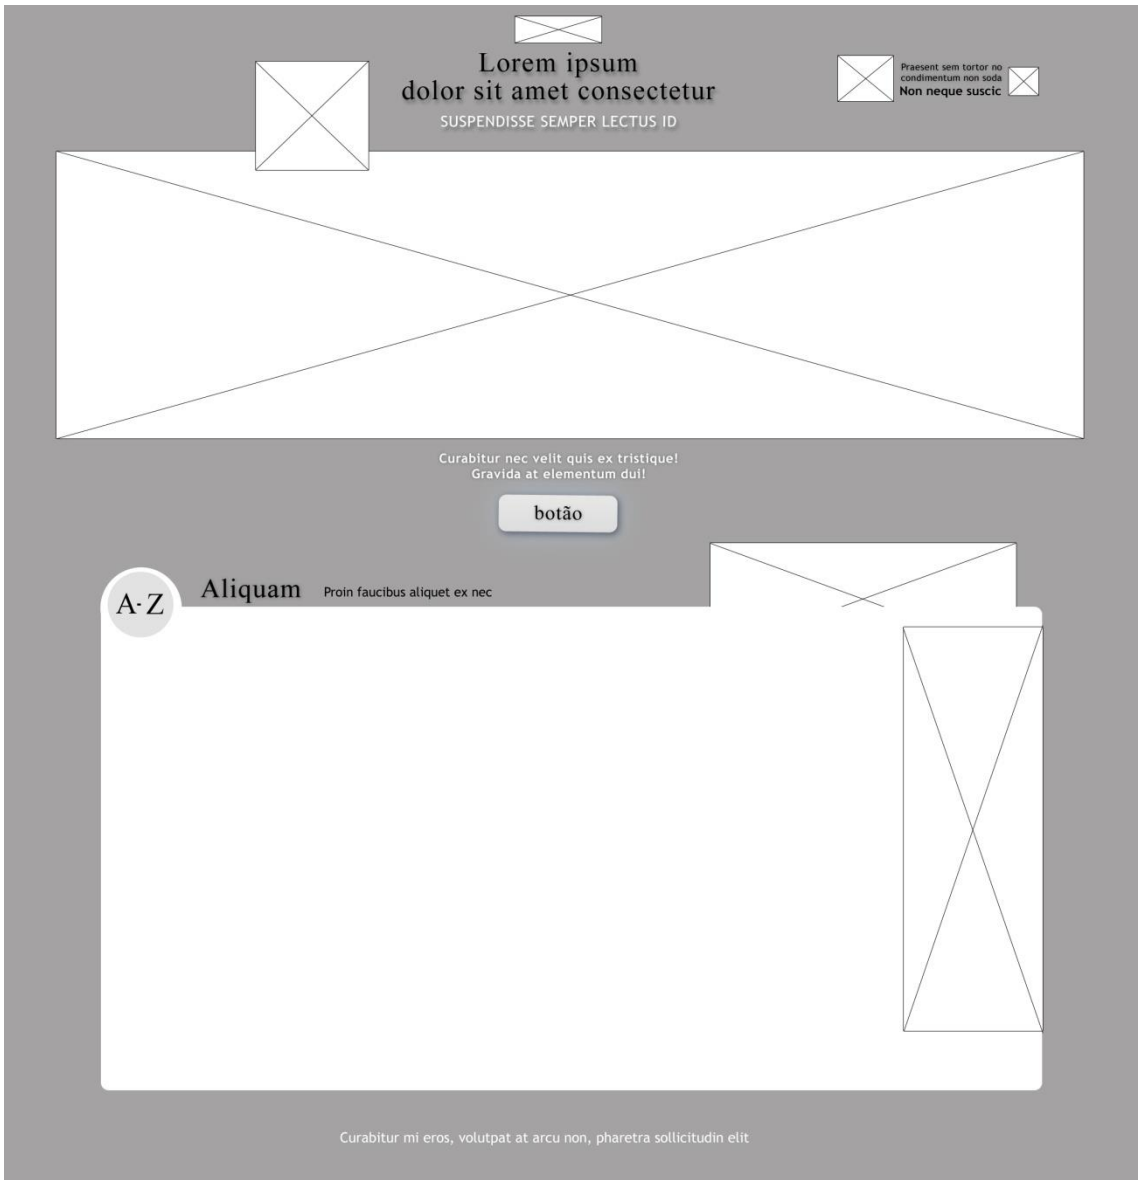 Lorem ipsum
dolor sit amet consectetur
SUSPENDISSE SEMPER LECTUS ID
Praesent sem tortor no
condimentum non soda
Non neque suscic
Curabitur nec velit quis ex tristique!
Gravida at elementum dui!
botão
A-Z
Aliquam
Proin faucibus aliquet ex nec
Curabitur mi eros, volutpat at arcu non, pharetra sollicitudin elit